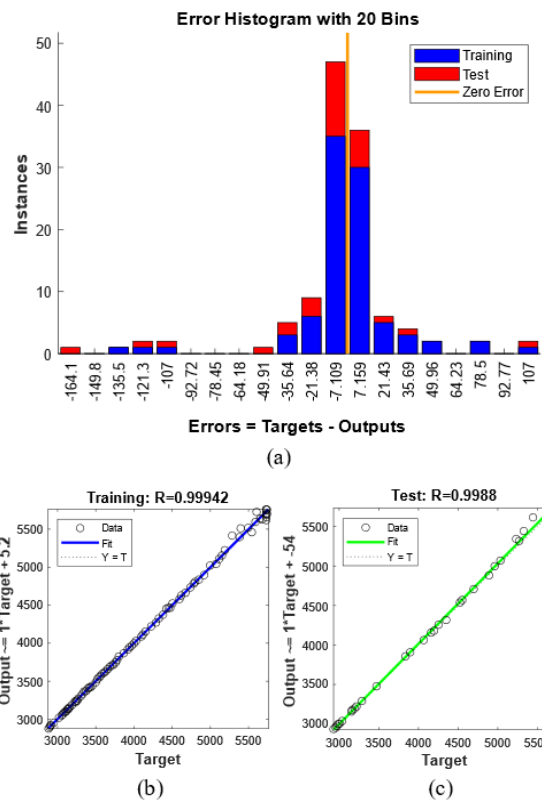 Error Histogram with 20 Bins
Training
Test
Zero Error
Instances
50
40
30
20
10
0
-164.1
-149.8
-135.5
-121.3
-107
-92.72
-78.45
-64.18
-49.91
-35.64
-21.38
-7.109
7.159
21.43
35.69
49.96
64.23
78.5
92.77
107
Errors = Targets - Outputs
(a)
Training: R=0.99942
Data
Fit
Y = T
Output ~= 1*Target + 5.2
5500
5000
4500
4000
3500
3000
3000 3500 4000 4500 5000 5500
Target
(b)
Test: R=0.9988
Data
Fit
Y = T
Output ~= 1*Target + -54
5500
5000
4500
4000
3500
3000
3000 3500 4000 4500 5000 5500
Target
(c)